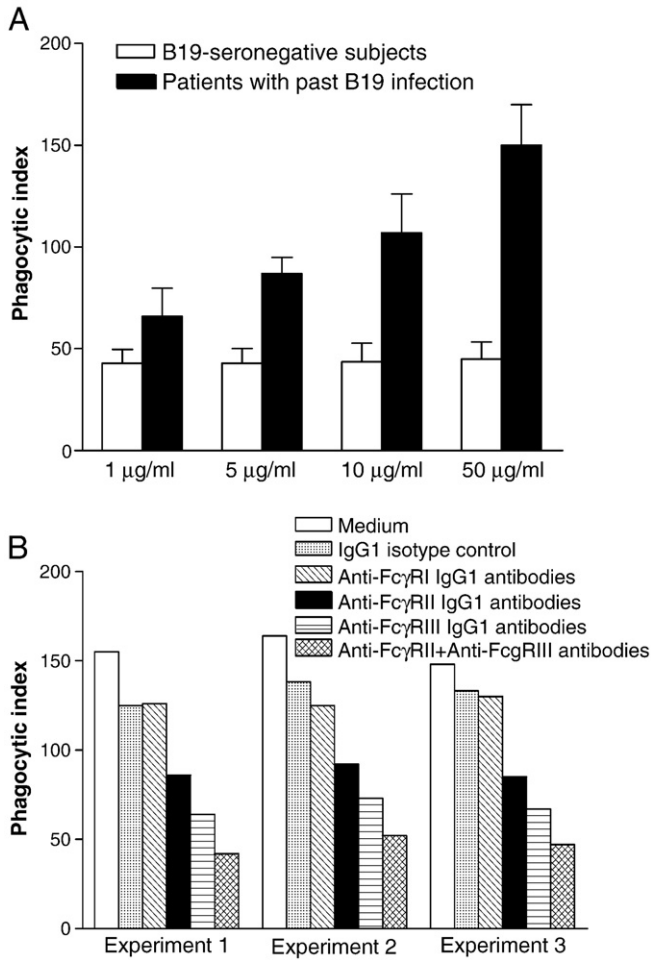 A
B19-seronegative subjects
Patients with past B19 infection
Phagocytic index
200
150
100
50
0
1 μg/ml 5 μg/ml 10 μg/ml 50 μg/ml
B
Medium
IgG1 isotype control
Anti-FcγRI IgG1 antibodies
Anti-FcγRII IgG1 antibodies
Anti-FcγRIII IgG1 antibodies
Anti-FcγRII+Anti-FcgRIII antibodies
Phagocytic index
200
150
100
50
0
Experiment 1 Experiment 2 Experiment 3